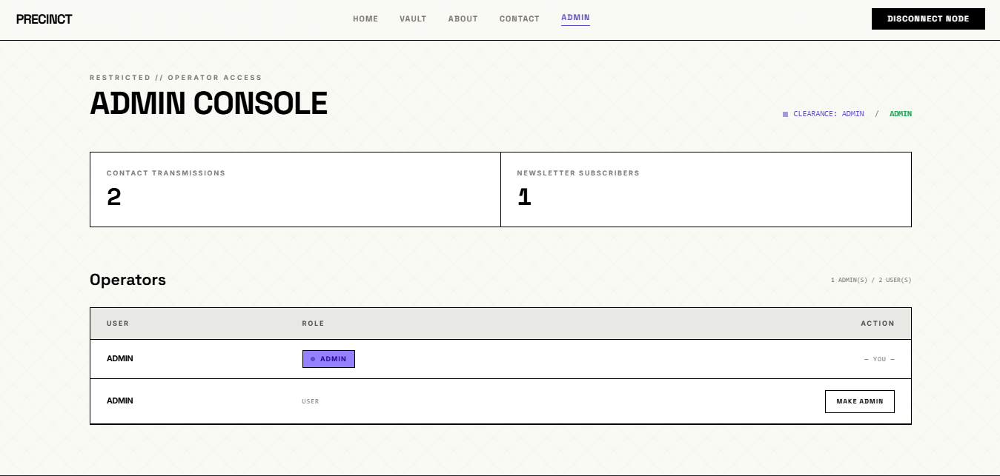 PRECINCT
HOME VAULT ABOUT CONTACT ADMIN
DISCONNECT NODE
RESTRICTED // OPERATOR ACCESS
ADMIN CONSOLE
CLEARANCE: ADMIN / ADMIN
CONTACT TRANSMISSIONS
2
NEWSLETTER SUBSCRIBERS
1
Operators
1 ADMIN(S) / 2 USER(S)
USER ROLE ACTION
ADMIN ADMIN — YOU —
ADMIN USER MAKE ADMIN